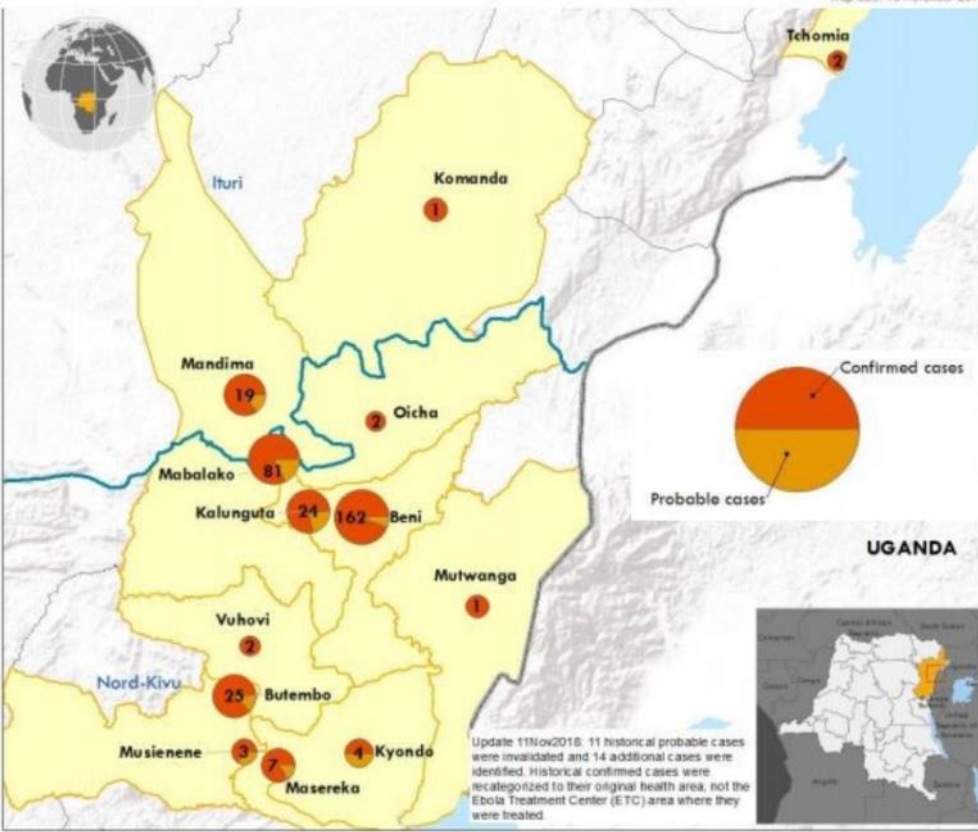 Tchomia
2
Ituri
Komanda
1
Mandima
19
Oicha
2
Confirmed cases
Probable cases
Mabalako
81
Kalunguta
21
162
Beni
UGANDA
Mutwanga
1
Vuhovi
2
Nord-Kivu
25
Butembo
Musienene
3
7
Masereka
4
Kyondo
Update 11Nov2018: 11 historical probable cases
were invalidated and 14 additional cases were
identified. Historical confirmed cases were
recategorized to their original health area, not the
Ebola Treatment Center (ETC) area where they
were treated.
Angola